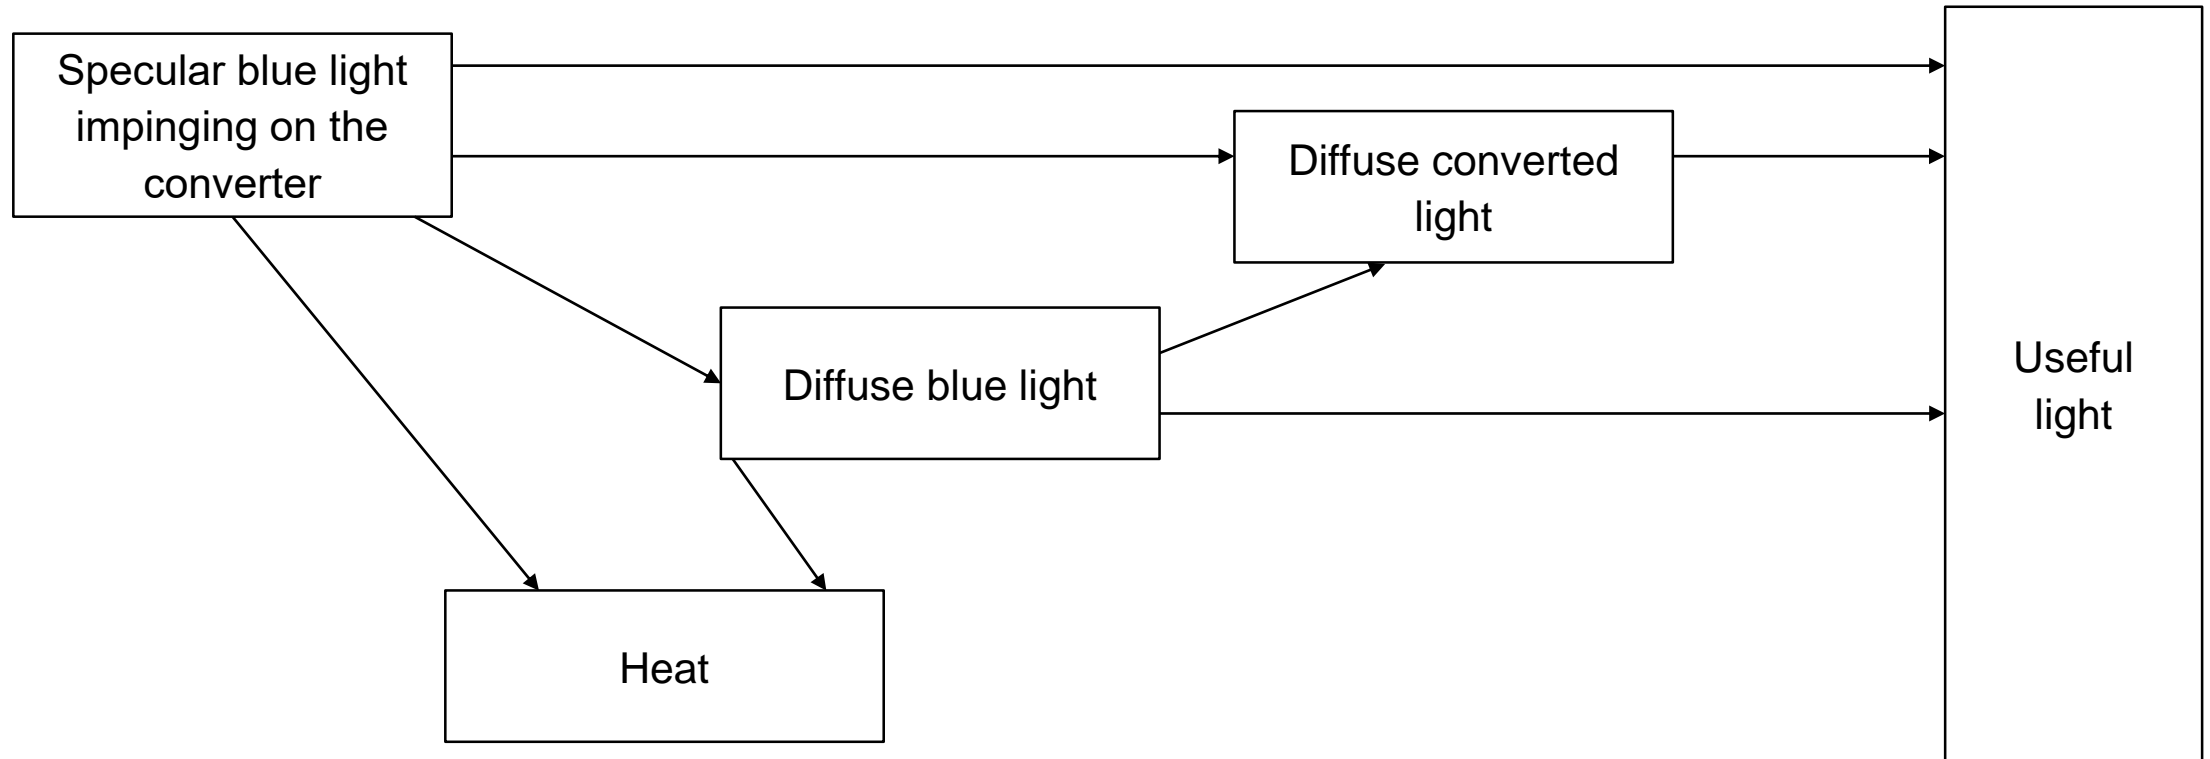 Specular blue light
impinging on the
converter
Diffuse converted
light
Diffuse blue light
Useful
light
Heat